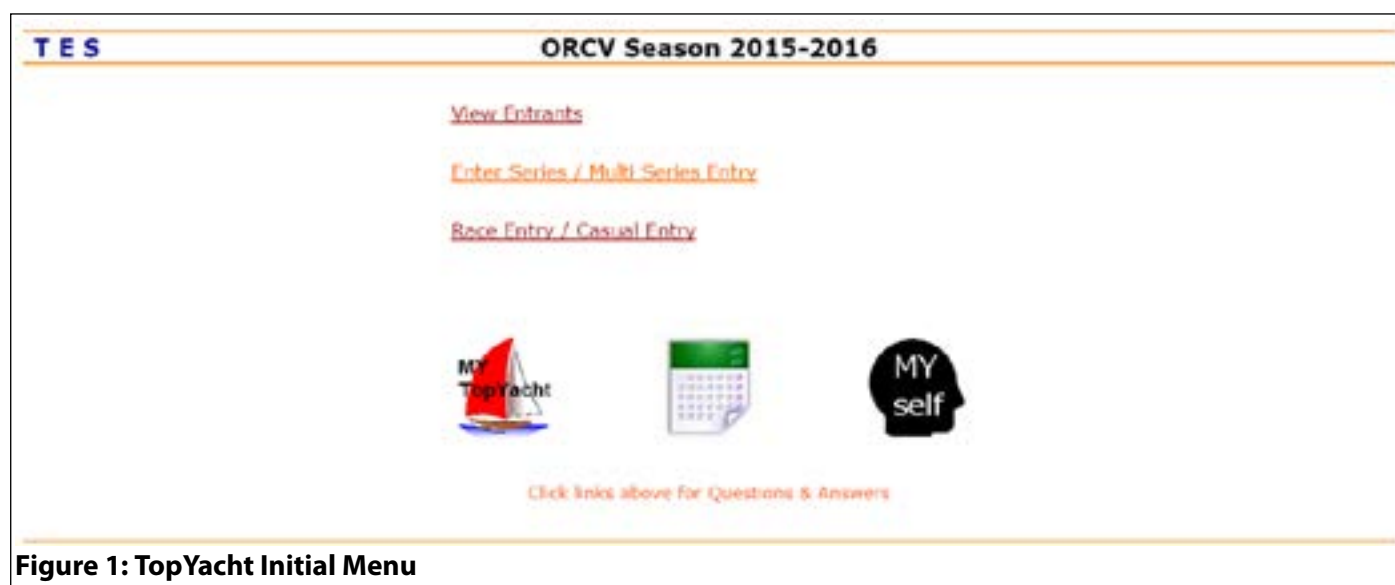 TES
ORCV Season 2015-2016
View Entrants
Enter Series / Multi Series Entry
Race Entry / Casual Entry
MY
TopYacht
MY
self
Click links above for Questions & Answers
Figure 1: TopYacht Initial Menu